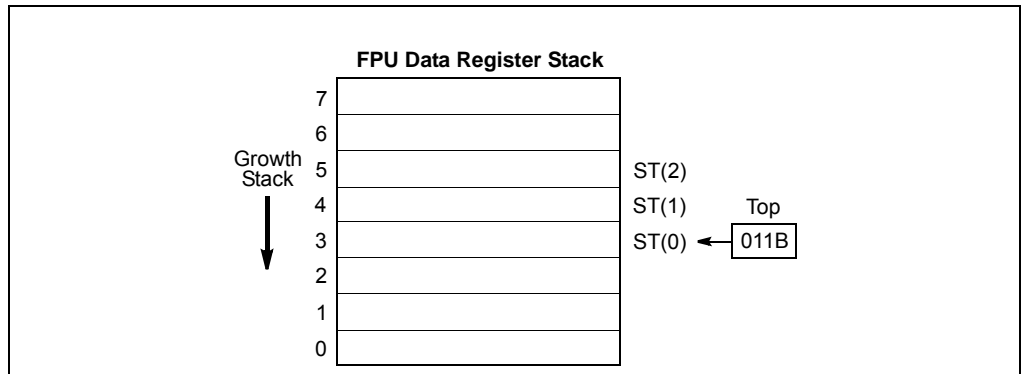 FPU Data Register Stack
7
6
Growth
Stack
5
ST(2)
4
ST(1)
Top
3
ST(0)
011B
2
1
0